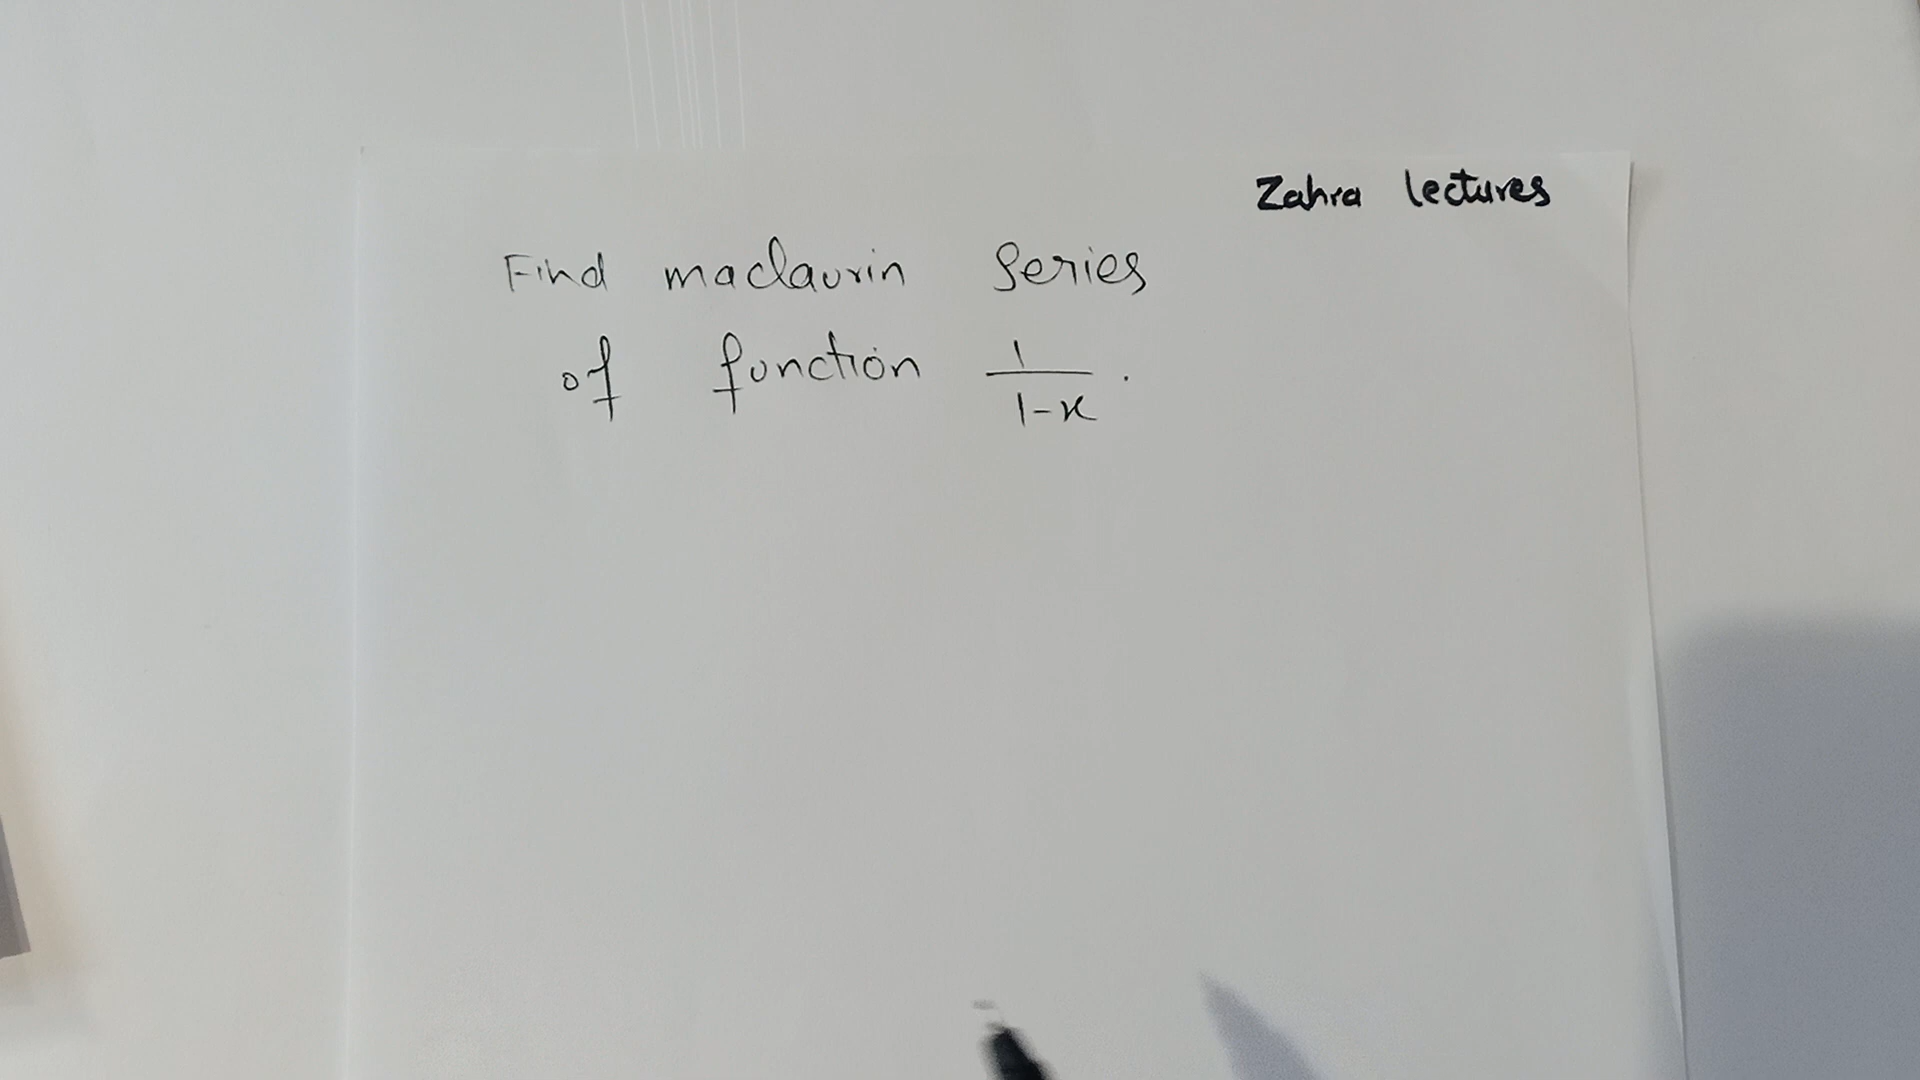 Zahra lectures
Find maclaurin series
of function 1/(1-x).